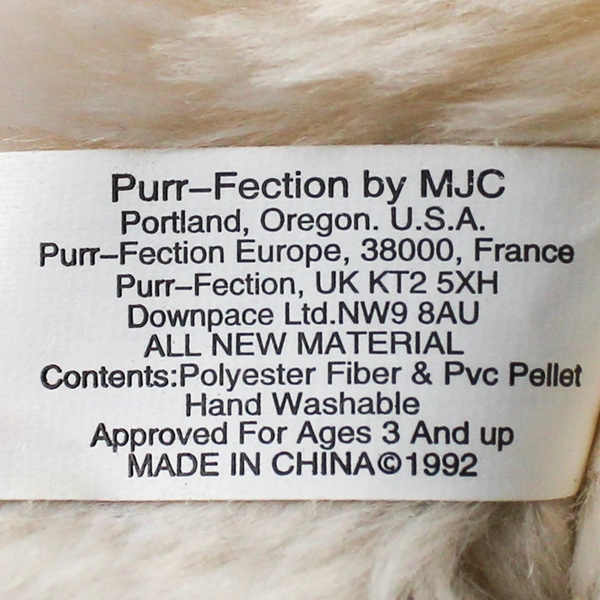 Purr–Fection by MJC
Portland, Oregon. U.S.A.
Purr–Fection Europe, 38000, France
Purr–Fection, UK KT2 5XH
Downpace Ltd.NW9 8AU
ALL NEW MATERIAL
Contents:Polyester Fiber & Pvc Pellet
Hand Washable
Approved For Ages 3 And up
MADE IN CHINA©1992